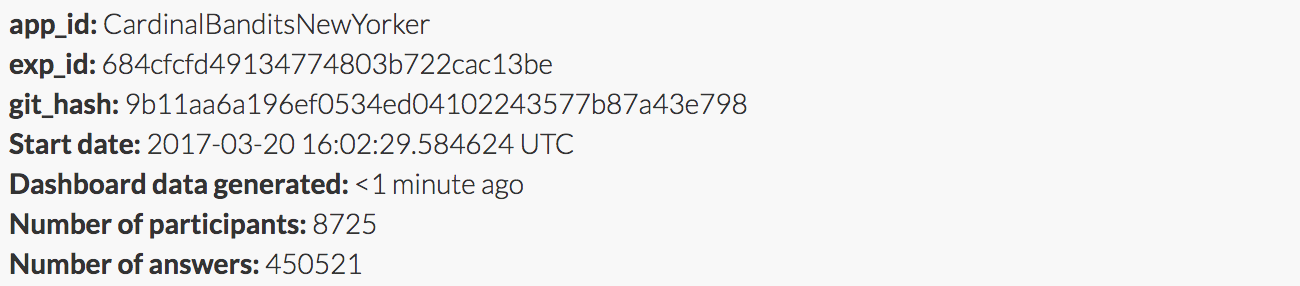 app_id: CardinalBanditsNewYorker
exp_id: 684cfcfd49134774803b722cac13be
git_hash: 9b11aa6a196ef0534ed04102243577b87a43e798
Start date: 2017-03-20 16:02:29.584624 UTC
Dashboard data generated: <1 minute ago
Number of participants: 8725
Number of answers: 450521